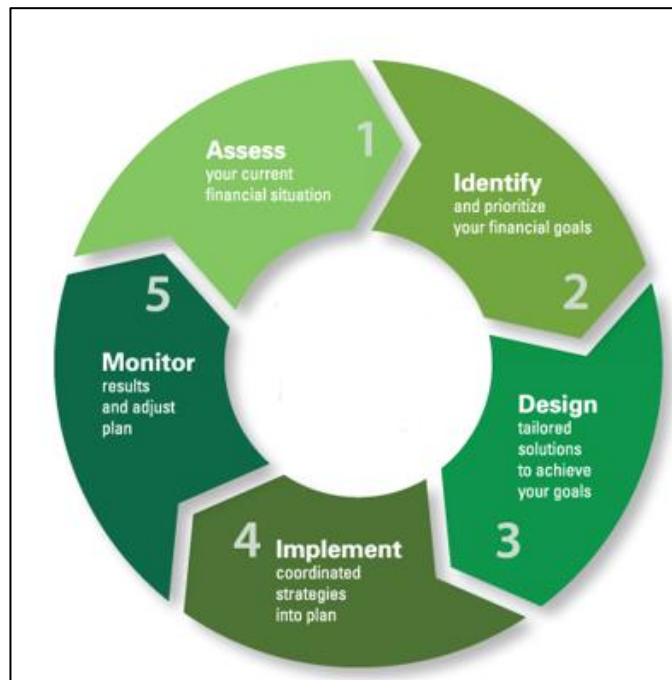 1
Assess
your current
financial situation
Identify
and prioritize
your financial goals
2
Design
tailored
solutions
to achieve
your goals
3
4
Implement
coordinated
strategies
into plan
5
Monitor
results
and adjust
plan